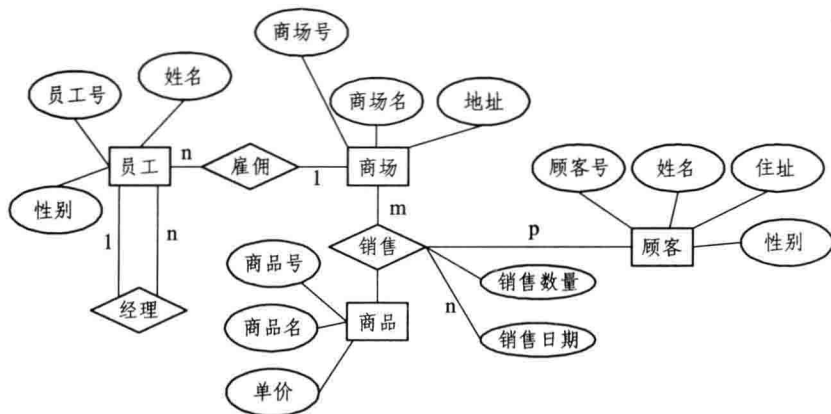 商场号
姓名
员工号
商场名
地址
员工
n
雇佣
1
商场
顾客号
姓名
住址
性别
m
1
n
销售
p
顾客
性别
商品号
销售数量
经理
商品名
商品
n
销售日期
单价